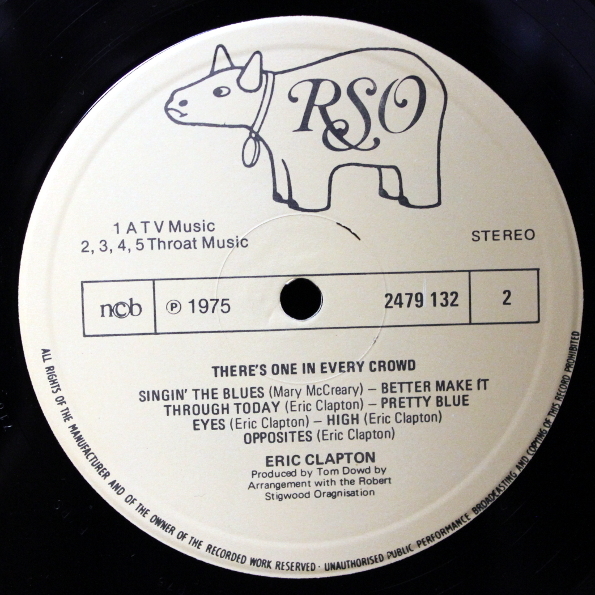 RSO
1 A T V Music
2, 3, 4, 5 Throat Music
STEREO
ncb
Ⓟ 1975
2479 132
2
THERE'S ONE IN EVERY CROWD
SINGIN' THE BLUES (Mary McCreary) – BETTER MAKE IT
THROUGH TODAY (Eric Clapton) – PRETTY BLUE
EYES (Eric Clapton) – HIGH (Eric Clapton)
OPPOSITES (Eric Clapton)
ERIC CLAPTON
Produced by Tom Dowd by
Arrangement with the Robert
Stigwood Oragnisation
ALL RIGHTS OF THE MANUFACTURER AND OF THE OWNER OF THE RECORDED WORK RESERVED · UNAUTHORISED PUBLIC PERFORMANCE BROADCASTING AND COPYING OF THIS RECORD PROHIBITED